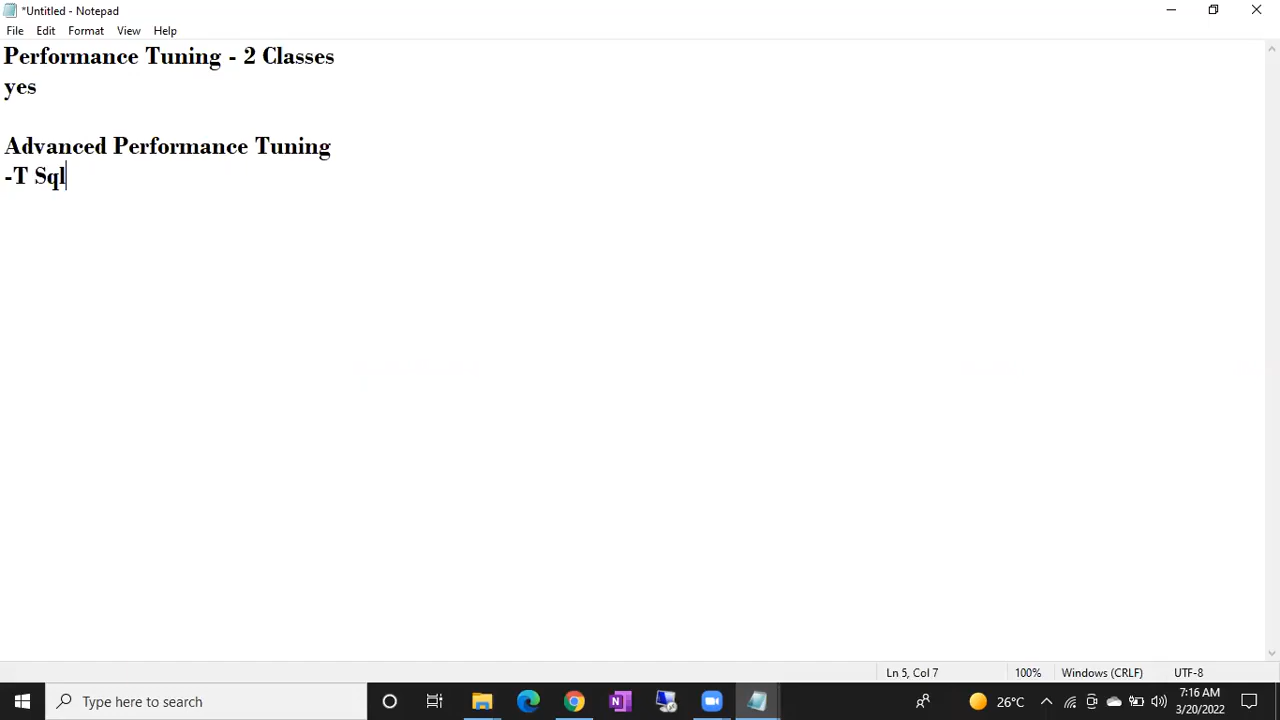 *Untitled - Notepad
File Edit Format View Help
Performance Tuning - 2 Classes
yes
Advanced Performance Tuning
-T Sql
Ln 5, Col 7 100% Windows (CRLF) UTF-8
Type here to search
26°C
7:16 AM
3/20/2022